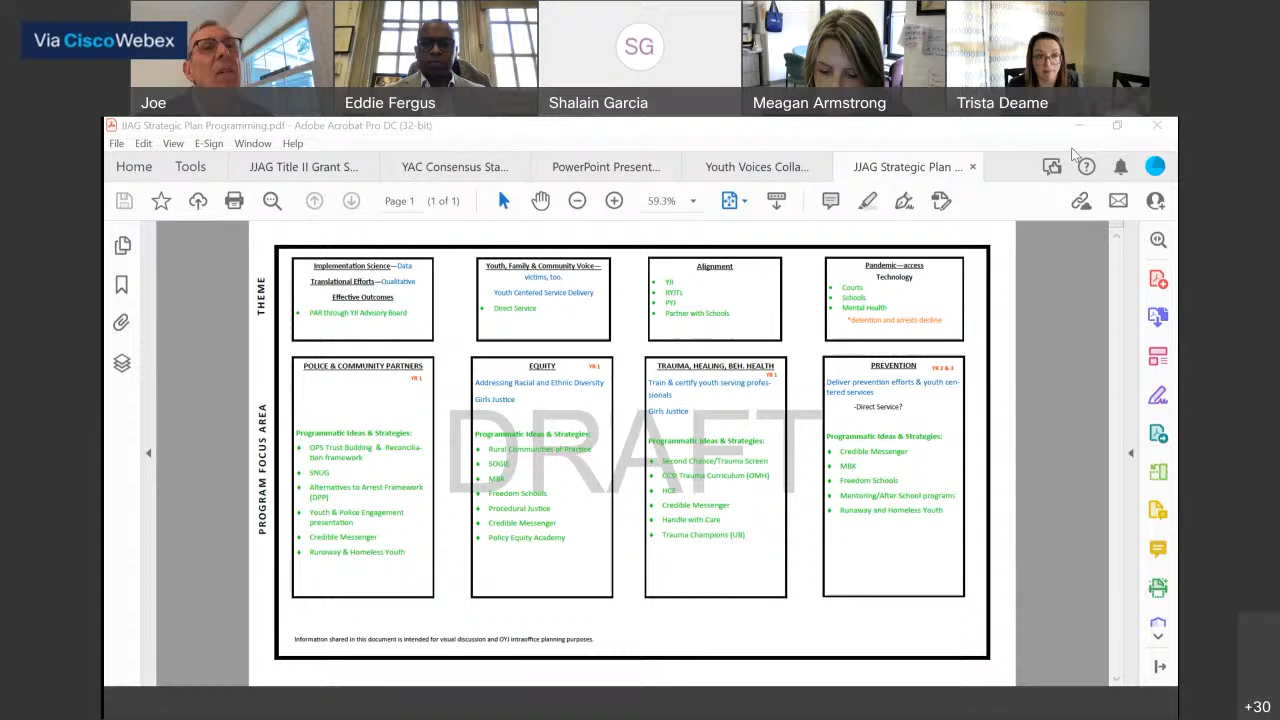 Via Cisco Webex
Joe
Eddie Fergus
SG
Shalain Garcia
Meagan Armstrong
Trista Deame
JJAG Strategic Plan Programming.pdf - Adobe Acrobat Pro DC (32-bit)
File Edit View E-Sign Window Help
Home Tools JJAG Title II Grant S... YAC Consensus Sta... PowerPoint Present... Youth Voices Colla... JJAG Strategic Plan ... ×
Page 1 (1 of 1) 59.3%
THEME
Implementation Science—Data
Translational Efforts—Qualitative
Effective Outcomes
PAR through YJI Advisory Board
Youth, Family & Community Voice—
victims, too.
Youth Centered Service Delivery
Direct Service
Alignment
YJI
RYJTs
PYJ
Partner with Schools
Pandemic—access
Technology
Courts
Schools
Mental Health
*detention and arrests decline
PROGRAM FOCUS AREA
POLICE & COMMUNITY PARTNERS
YR 1
Programmatic Ideas & Strategies:
OPS Trust Building & Reconcilia-
tion framework
SNUG
Alternatives to Arrest Framework
(DPP)
Youth & Police Engagement
presentation
Credible Messenger
Runaway & Homeless Youth
EQUITY
YR 1
Addressing Racial and Ethnic Diversity
Girls Justice
Programmatic Ideas & Strategies:
Rural Communities of Practice
SOGIE
MBK
Freedom Schools
Procedural Justice
Credible Messenger
Policy Equity Academy
TRAUMA, HEALING, BEH. HEALTH
YR 1
Train & certify youth serving profes-
sionals
Girls Justice
Programmatic Ideas & Strategies:
Second Chance/Trauma Screen
CCSI Trauma Curriculum (OMH)
Credible Messenger
Handle with Care
Trauma Champions (UB)
PREVENTION
YR 2 & 3
Deliver prevention efforts & youth cen-
tered services
-Direct Service?
Programmatic Ideas & Strategies:
Credible Messenger
MBK
Freedom Schools
Mentoring/After School programs
Runaway and Homeless Youth
DRAFT
Information shared in this document is intended for visual discussion and OYJ intraoffice planning purposes.
+30